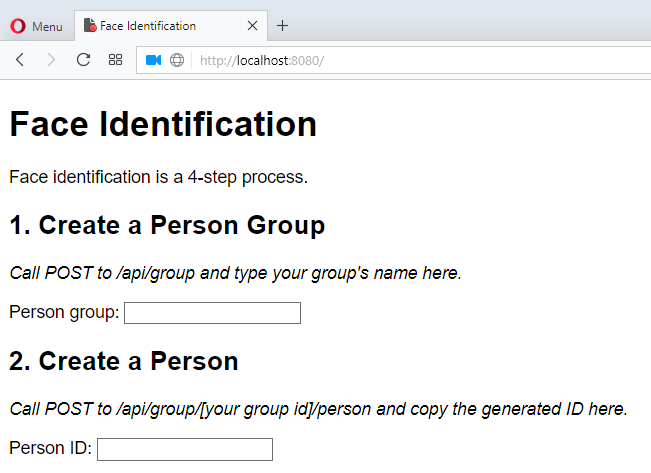 Menu
Face Identification
http://localhost:8080/
Face Identification
Face identification is a 4-step process.
1. Create a Person Group
Call POST to /api/group and type your group's name here.
Person group:
2. Create a Person
Call POST to /api/group/[your group id]/person and copy the generated ID here.
Person ID: